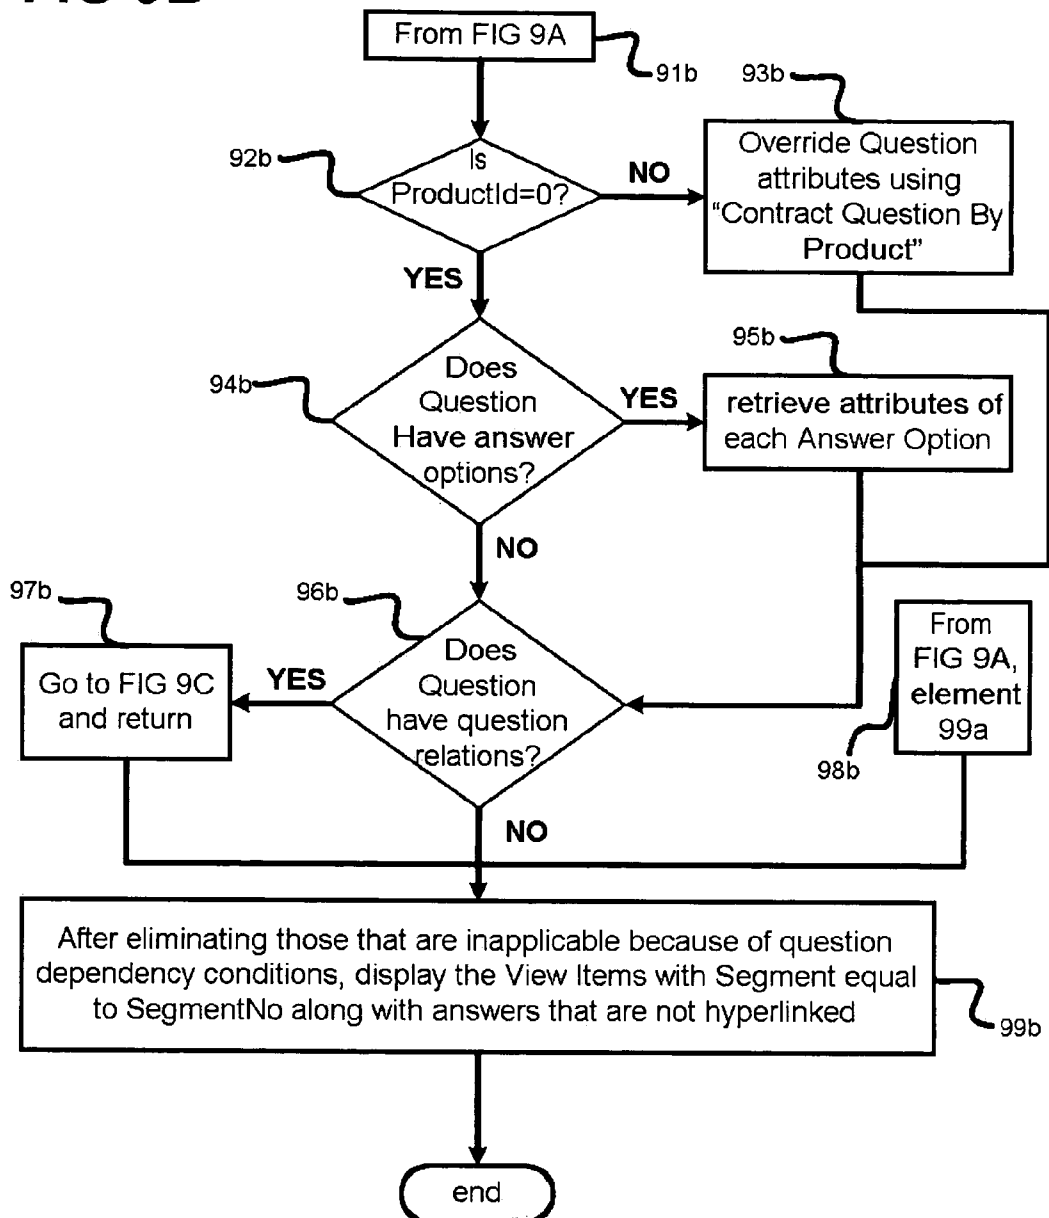 From FIG 9A
91b
93b
92b
Is
ProductId=0?
NO
Override Question
attributes using
“Contract Question By
Product”
YES
95b
94b
Does
Question
Have answer
options?
YES
retrieve attributes of
each Answer Option
NO
97b
96b
Does
Question
have question
relations?
YES
Go to FIG 9C
and return
From
FIG 9A,
element
99a
98b
NO
After eliminating those that are inapplicable because of question
dependency conditions, display the View Items with Segment equal
to SegmentNo along with answers that are not hyperlinked
99b
end